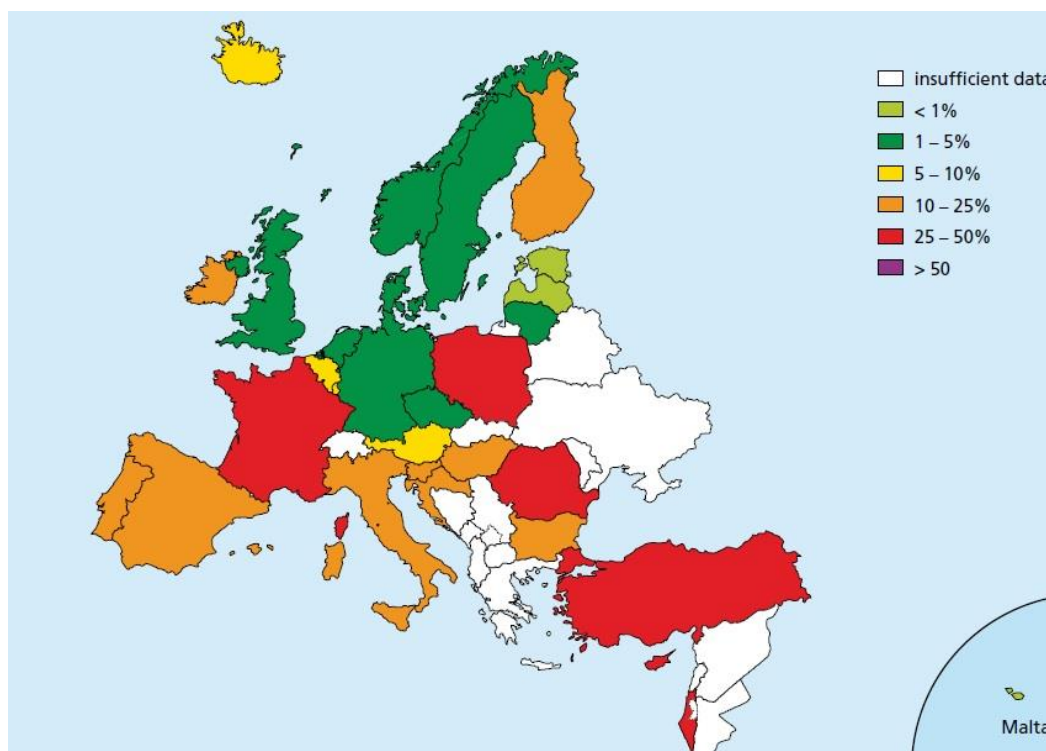 insufficient data
< 1%
1 – 5%
5 – 10%
10 – 25%
25 – 50%
> 50
Malta